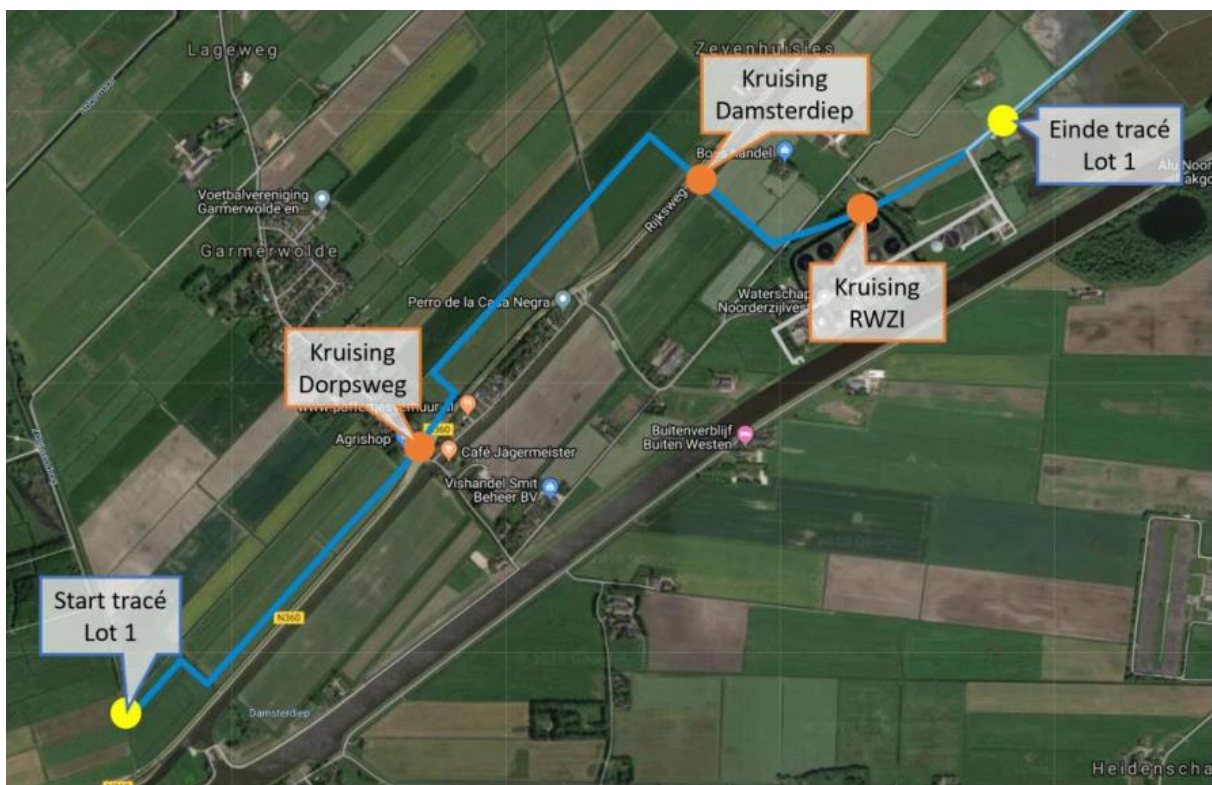 Lageweg
Zevenhuisjes
Kruising
Damsterdiep
Einde tracé
Lot 1
Boss Handel
Voetbalvereniging
Garmerwolde en...
Garmerwolde
Rijksweg
Perro de la Casa Negra
Waterschap
Noorderzijlvest
Kruising
RWZI
Kruising
Dorpsweg
N360
Agrishop
Café Jägermeister
Vishandel Smit
Beheer BV
Buitenverblijf
Buiten Westen
Start tracé
Lot 1
N360
Damsterdiep